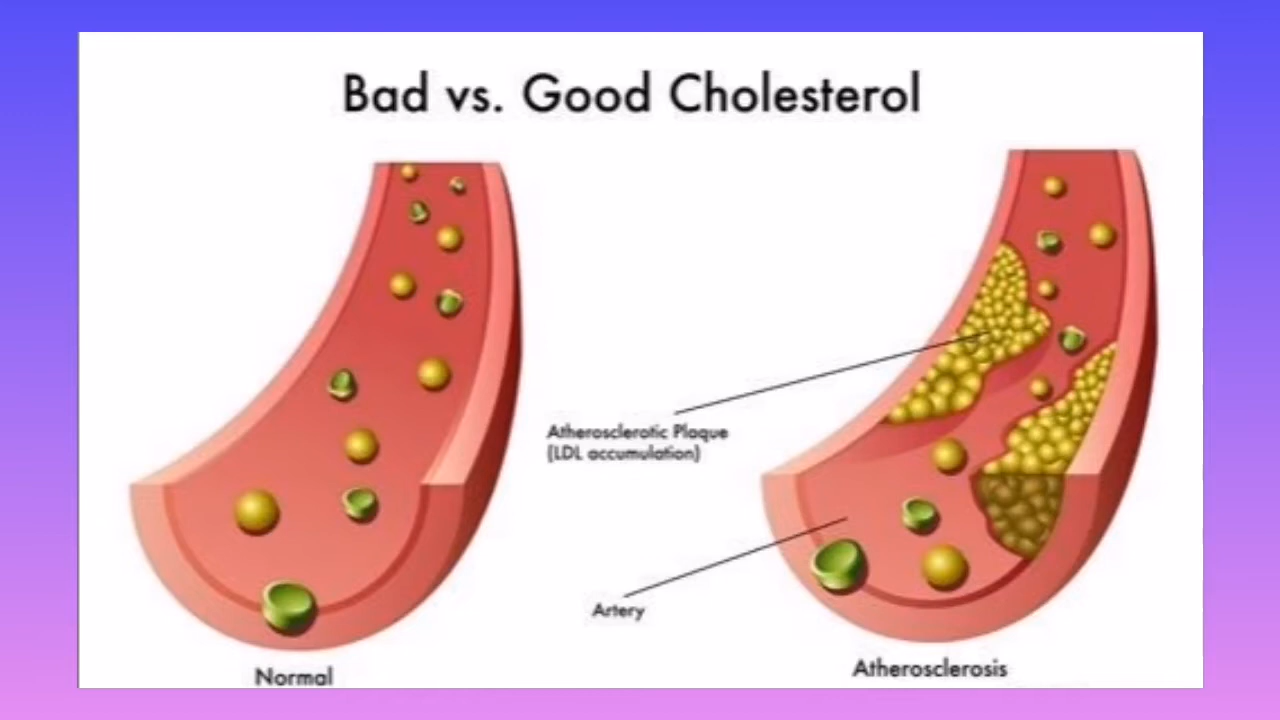 Bad vs. Good Cholesterol
Atherosclerotic Plaque
(LDL accumulation)
Artery
Normal
Atherosclerosis